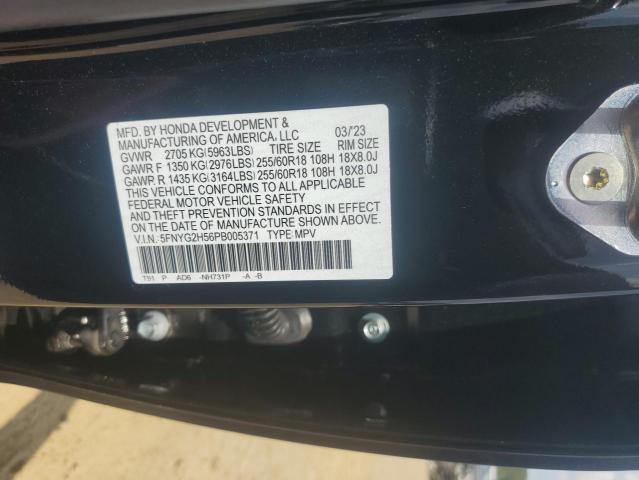 MFD. BY HONDA DEVELOPMENT &
MANUFACTURING OF AMERICA, LLC 03/'23
GVWR 2705 KG(5963LBS) TIRE SIZE RIM SIZE
GAWR F 1350 KG(2976LBS) 255/60R18 108H 18X8.0J
GAWR R 1435 KG(3164LBS) 255/60R18 108H 18X8.0J
THIS VEHICLE CONFORMS TO ALL APPLICABLE
FEDERAL MOTOR VEHICLE SAFETY
AND THEFT PREVENTION STANDARDS IN EFFECT
ON THE DATE OF MANUFACTURE SHOWN ABOVE.
V.I.N.:5FNYG2H56PB005371 TYPE:MPV
T91 P AD6 -NH731P -A -B